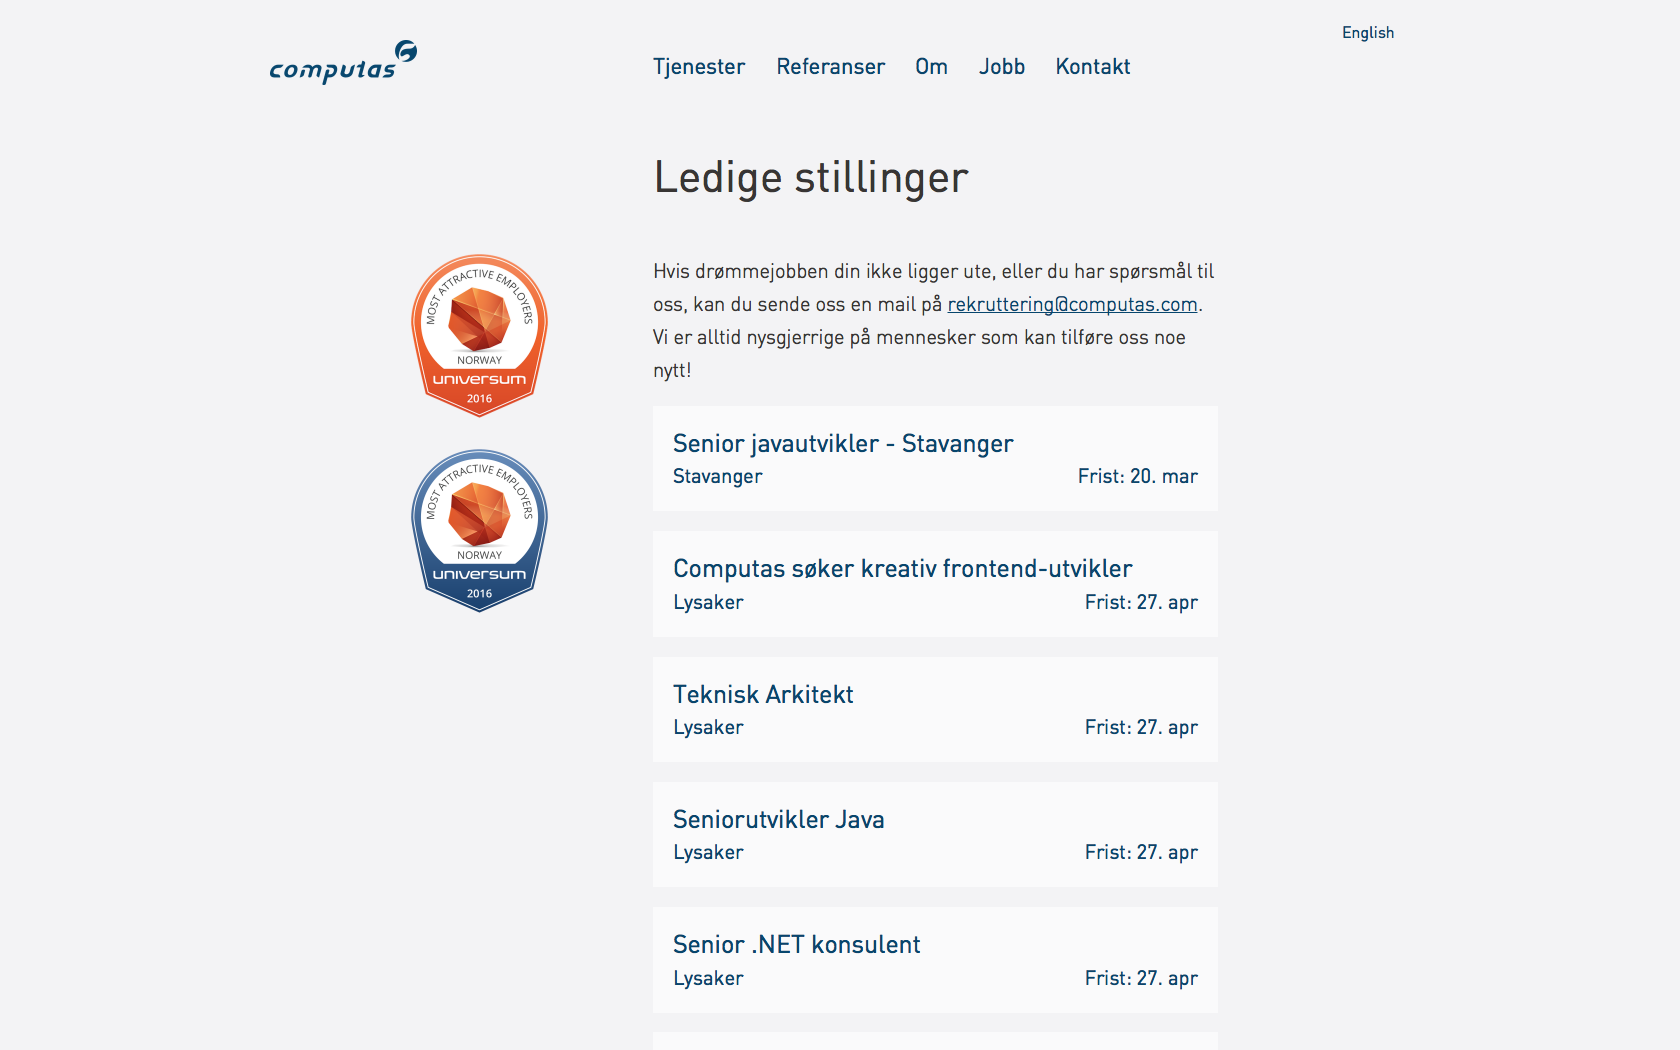 English
computas
Tjenester Referanser Om Jobb Kontakt
Ledige stillinger
MOST ATTRACTIVE EMPLOYERS
NORWAY
universum
2016
MOST ATTRACTIVE EMPLOYERS
NORWAY
universum
2016
Hvis drømmejobben din ikke ligger ute, eller du har spørsmål til
oss, kan du sende oss en mail på rekruttering@computas.com.
Vi er alltid nysgjerrige på mennesker som kan tilføre oss noe
nytt!
Senior javautvikler - Stavanger
Stavanger Frist: 20. mar
Computas søker kreativ frontend-utvikler
Lysaker Frist: 27. apr
Teknisk Arkitekt
Lysaker Frist: 27. apr
Seniorutvikler Java
Lysaker Frist: 27. apr
Senior .NET konsulent
Lysaker Frist: 27. apr